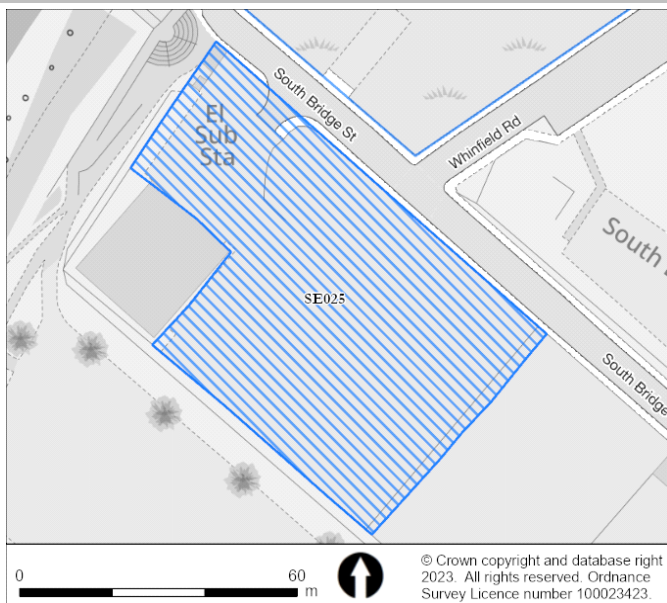 South Bridge St
Whinfield Rd
El
Sub
Sta
South
SE025
South Bridge
0
60
m
© Crown copyright and database right
2023. All rights reserved. Ordnance
Survey Licence number 100023423.